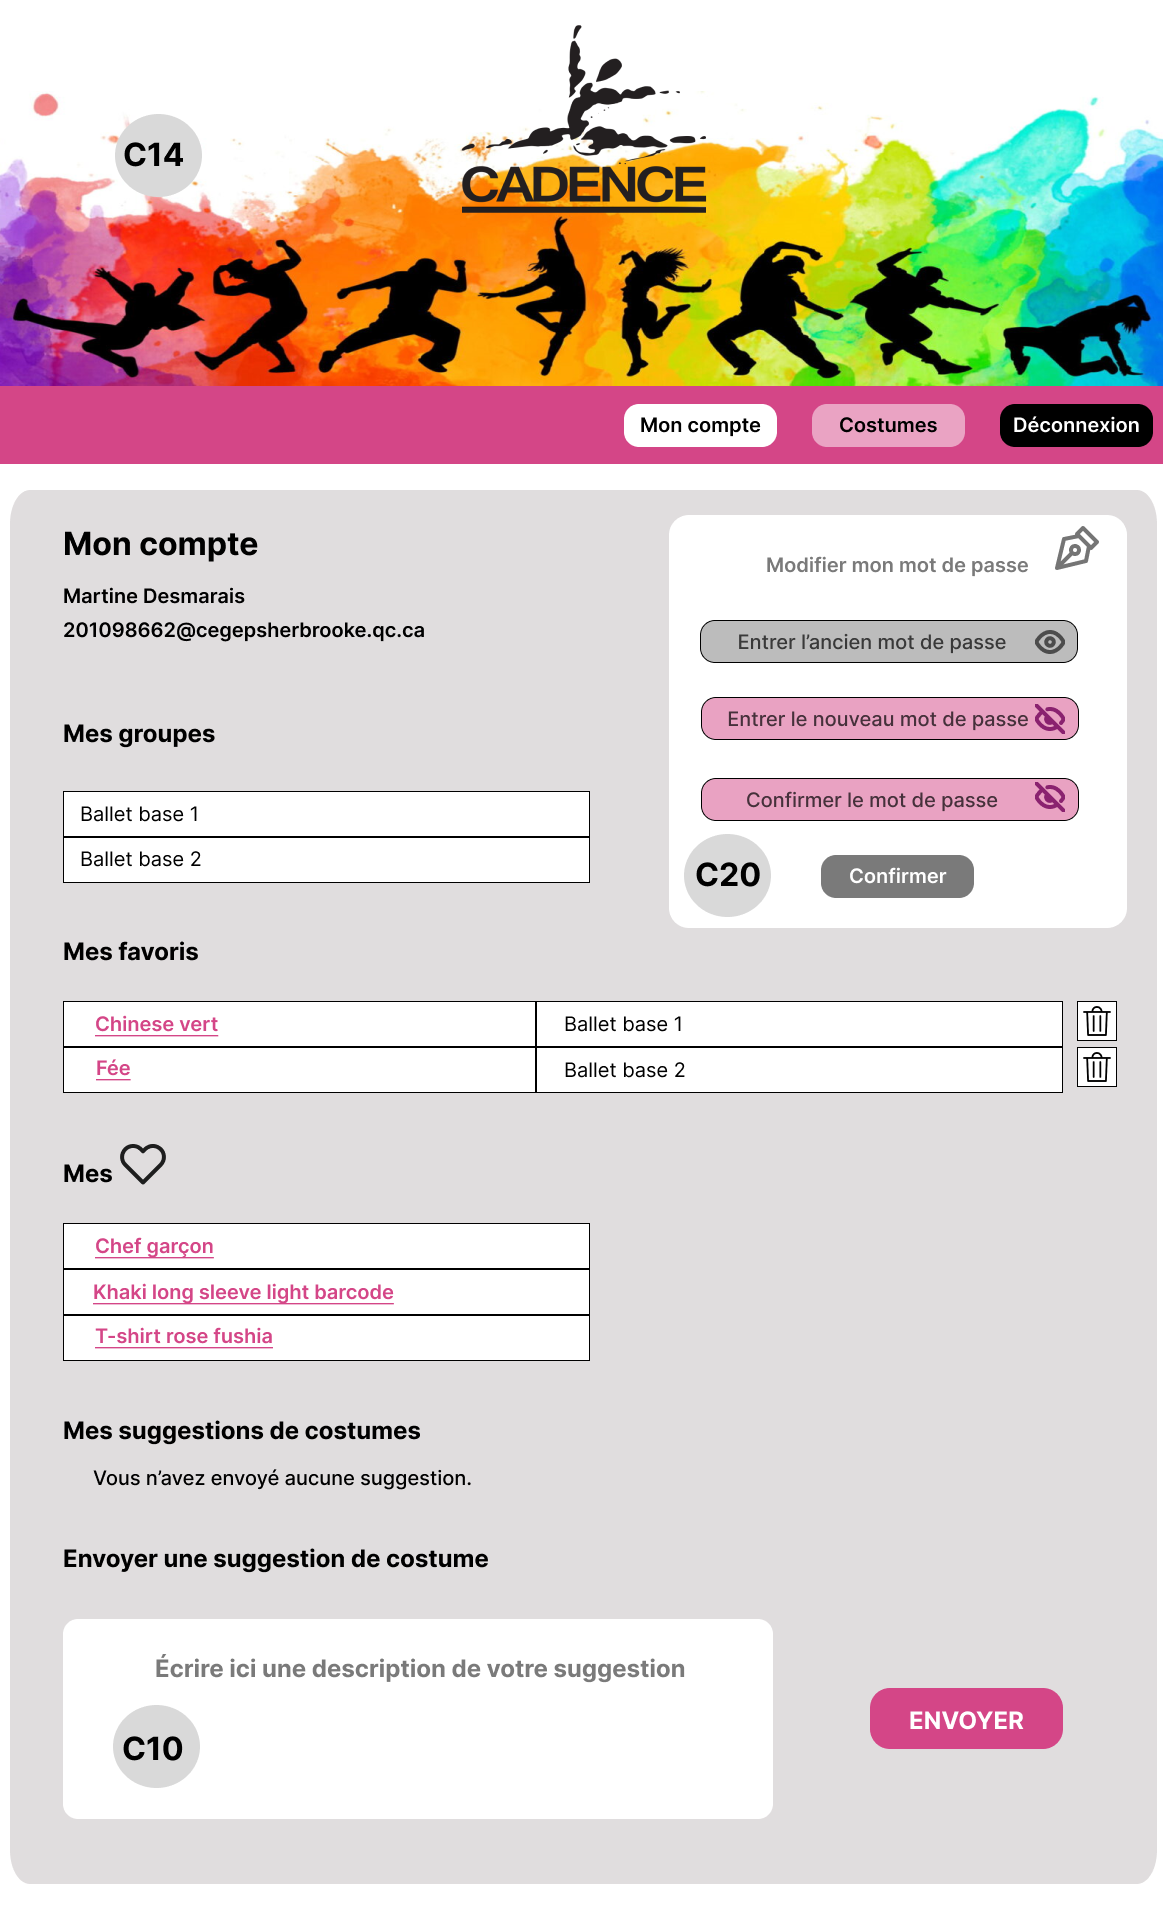 C14
CADENCE
Mon compte
Costumes
Déconnexion
Mon compte
Martine Desmarais
201098662@cegepsherbrooke.qc.ca
Modifier mon mot de passe
Entrer l’ancien mot de passe
Entrer le nouveau mot de passe
Confirmer le mot de passe
C20
Confirmer
Mes groupes
Ballet base 1
Ballet base 2
Mes favoris
Chinese vert
Ballet base 1
Fée
Ballet base 2
Mes
Chef garçon
Khaki long sleeve light barcode
T-shirt rose fushia
Mes suggestions de costumes
Vous n’avez envoyé aucune suggestion.
Envoyer une suggestion de costume
Écrire ici une description de votre suggestion
C10
ENVOYER